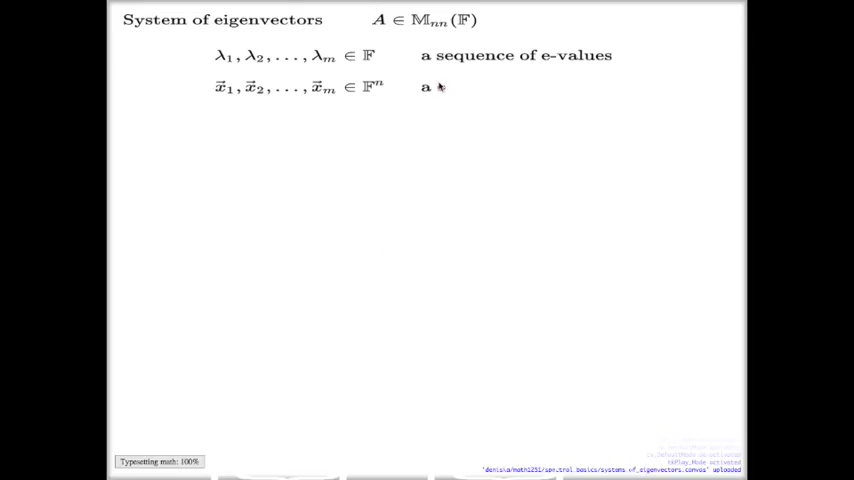 System of eigenvectors A ∈ 𝕄ₙₙ(𝔽)
λ₁, λ₂, . . . , λₘ ∈ 𝔽 a sequence of e-values
x⃗₁, x⃗₂, . . . , x⃗ₘ ∈ 𝔽ⁿ a
Typesetting math: 100%